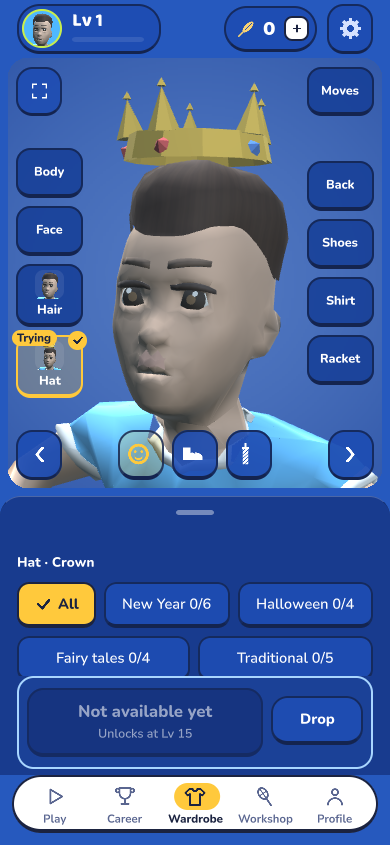 Lv 1
0
Moves
Body
Back
Face
Shoes
Hair
Shirt
Trying
Hat
Racket
Hat · Crown
All
New Year 0/6
Halloween 0/4
Fairy tales 0/4
Traditional 0/5
Not available yet
Unlocks at Lv 15
Drop
Play
Career
Wardrobe
Workshop
Profile